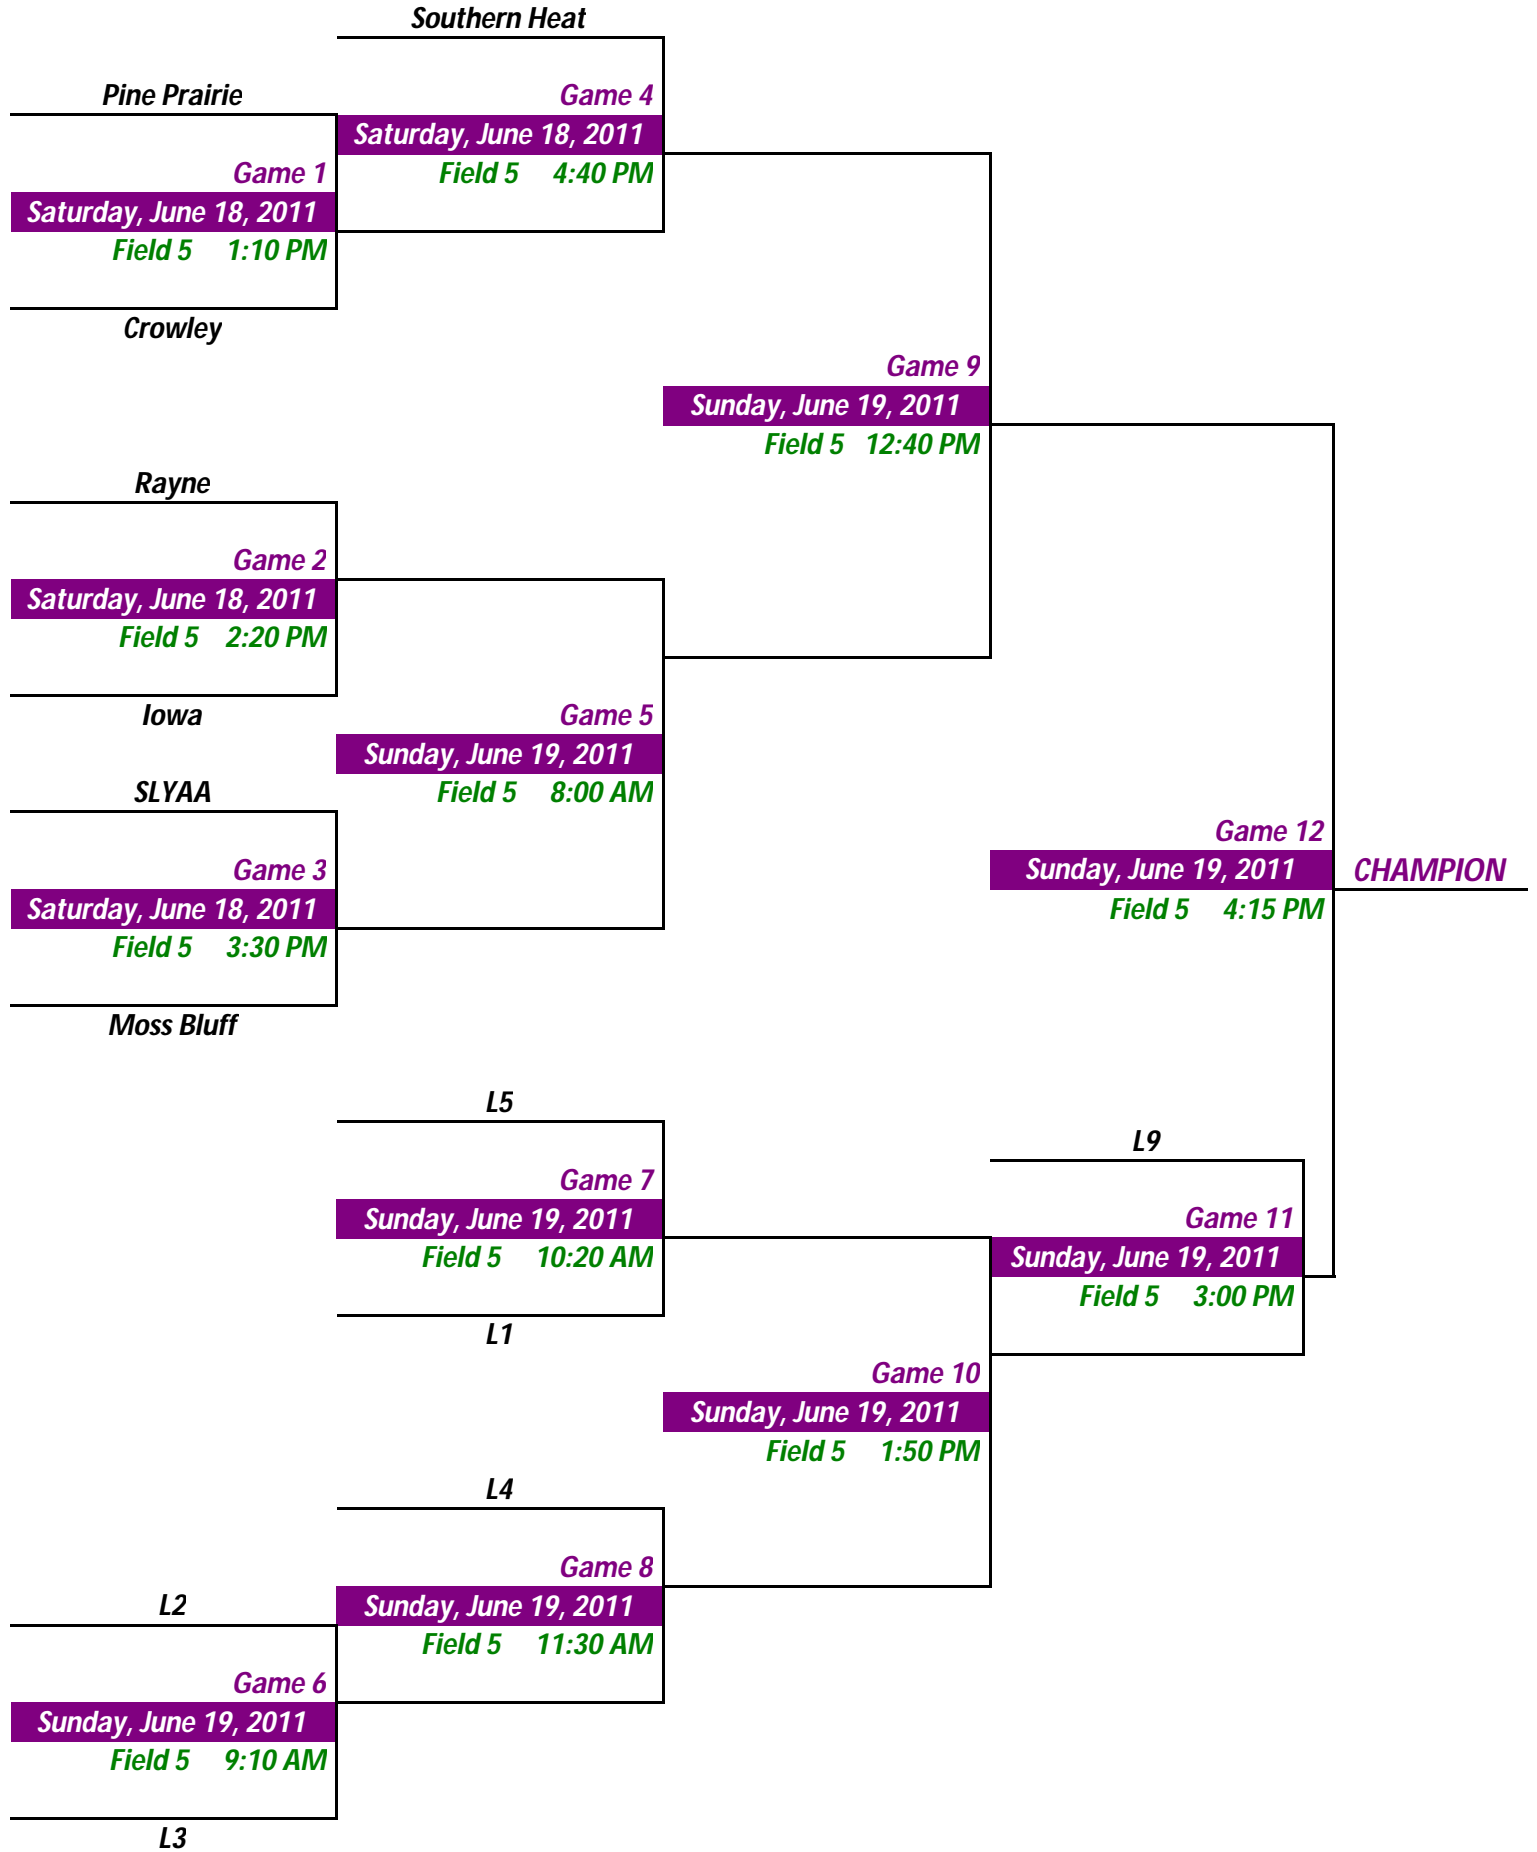 Southern Heat
Pine Prairie
Game 4
Saturday, June 18, 2011
Field 5 4:40 PM
Game 1
Saturday, June 18, 2011
Field 5 1:10 PM
Crowley
Game 9
Sunday, June 19, 2011
Field 5 12:40 PM
Rayne
Game 2
Saturday, June 18, 2011
Field 5 2:20 PM
Iowa
Game 5
Sunday, June 19, 2011
Field 5 8:00 AM
SLYAA
Game 3
Saturday, June 18, 2011
Field 5 3:30 PM
Moss Bluff
Game 12
Sunday, June 19, 2011
Field 5 4:15 PM
CHAMPION
L5
Game 7
Sunday, June 19, 2011
Field 5 10:20 AM
L1
L9
Game 11
Sunday, June 19, 2011
Field 5 3:00 PM
Game 10
Sunday, June 19, 2011
Field 5 1:50 PM
L4
Game 8
Sunday, June 19, 2011
Field 5 11:30 AM
L2
Game 6
Sunday, June 19, 2011
Field 5 9:10 AM
L3